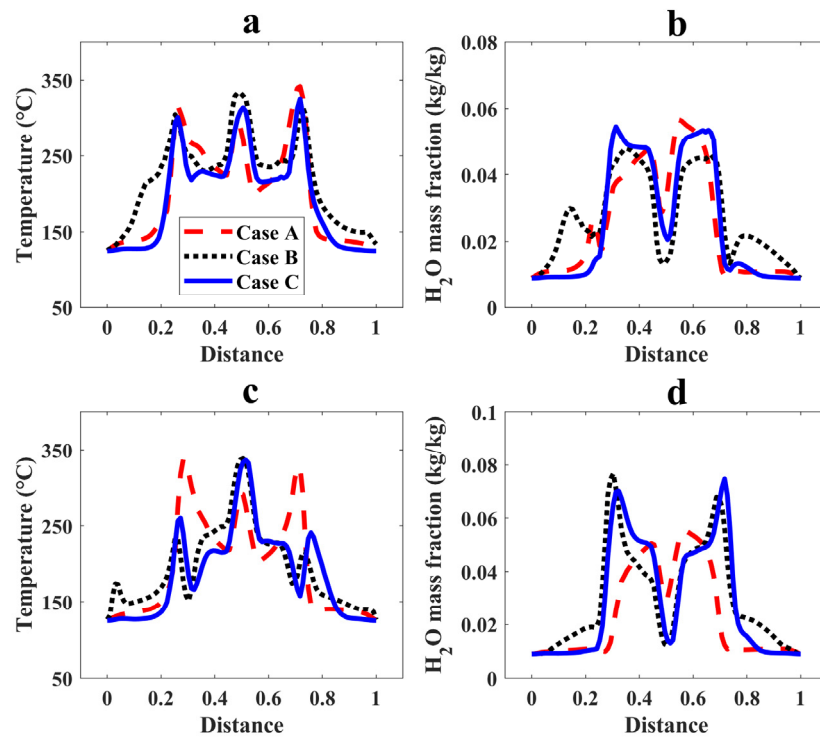 a
350
250
150
50
Temperature (°C)
Case A
Case B
Case C
0 0.2 0.4 0.6 0.8 1
Distance
b
0.08
0.06
0.04
0.02
0
H₂O mass fraction (kg/kg)
0 0.2 0.4 0.6 0.8 1
Distance
c
350
250
150
50
Temperature (°C)
0 0.2 0.4 0.6 0.8 1
Distance
d
0.1
0.08
0.06
0.04
0.02
0
H₂O mass fraction (kg/kg)
0 0.2 0.4 0.6 0.8 1
Distance